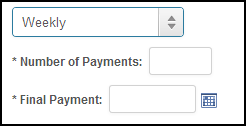 Weekly
* Number of Payments:
* Final Payment: